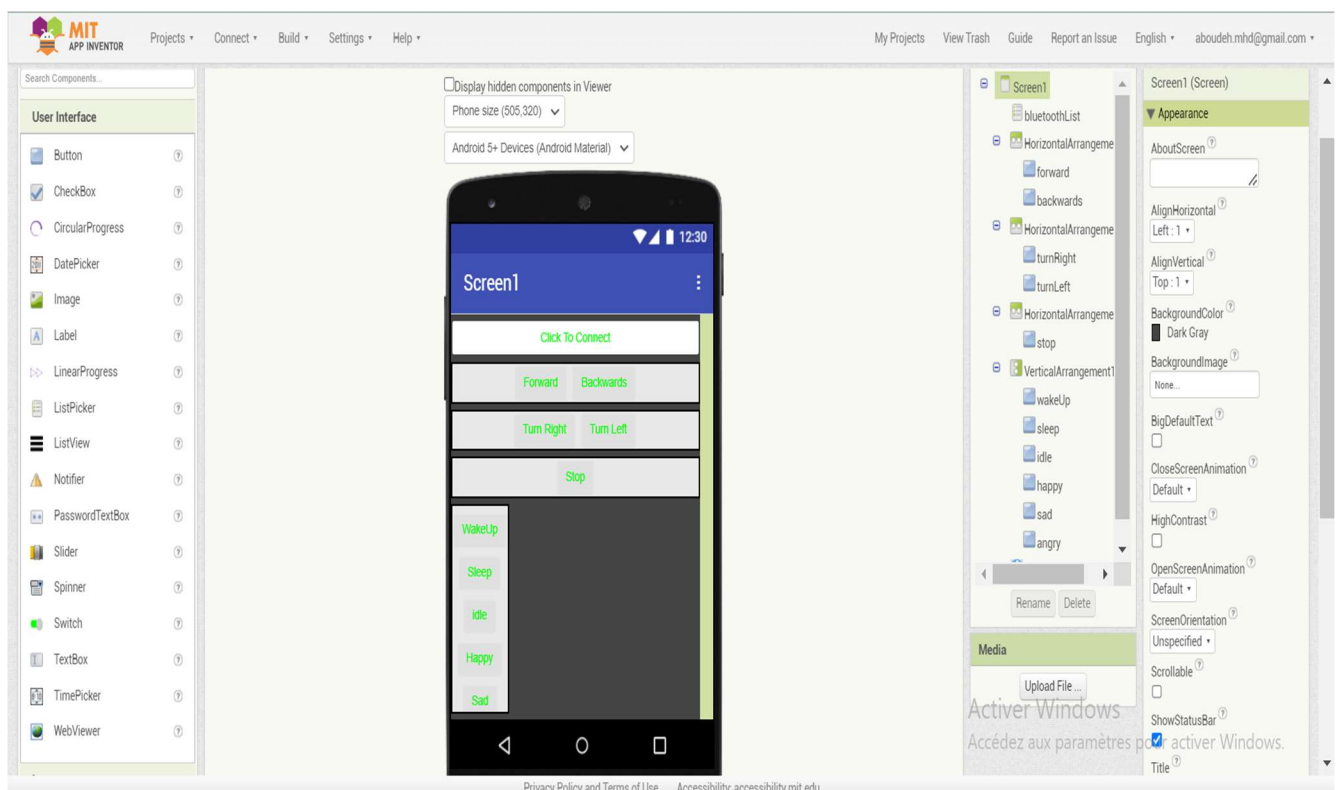 MIT
APP INVENTOR
Projects
Connect
Build
Settings
Help
My Projects
View Trash
Guide
Report an Issue
English
aboudeh.mhd@gmail.com
Search Components...
User Interface
Button
CheckBox
CircularProgress
DatePicker
Image
Label
LinearProgress
ListPicker
ListView
Notifier
PasswordTextBox
Slider
Spinner
Switch
TextBox
TimePicker
WebViewer
Display hidden components in Viewer
Phone size (505,320)
Android 5+ Devices (Android Material)
12:30
Screen1
Click To Connect
Forward Backwards
Turn Right Turn Left
Stop
WakeUp
Sleep
idle
Happy
Sad
Screen1
bluetoothList
HorizontalArrangeme
forward
backwards
HorizontalArrangeme
turnRight
turnLeft
HorizontalArrangeme
stop
VerticalArrangement1
wakeUp
sleep
idle
happy
sad
angry
Rename Delete
Media
Upload File ...
Screen1 (Screen)
Appearance
AboutScreen
AlignHorizontal
Left : 1
AlignVertical
Top : 1
BackgroundColor
Dark Gray
BackgroundImage
None...
BigDefaultText
CloseScreenAnimation
Default
HighContrast
OpenScreenAnimation
Default
ScreenOrientation
Unspecified
Scrollable
ShowStatusBar
Title
Activer Windows
Accédez aux paramètres pour activer Windows.
Privacy Policy and Terms of Use Accessibility: accessibility.mit.edu